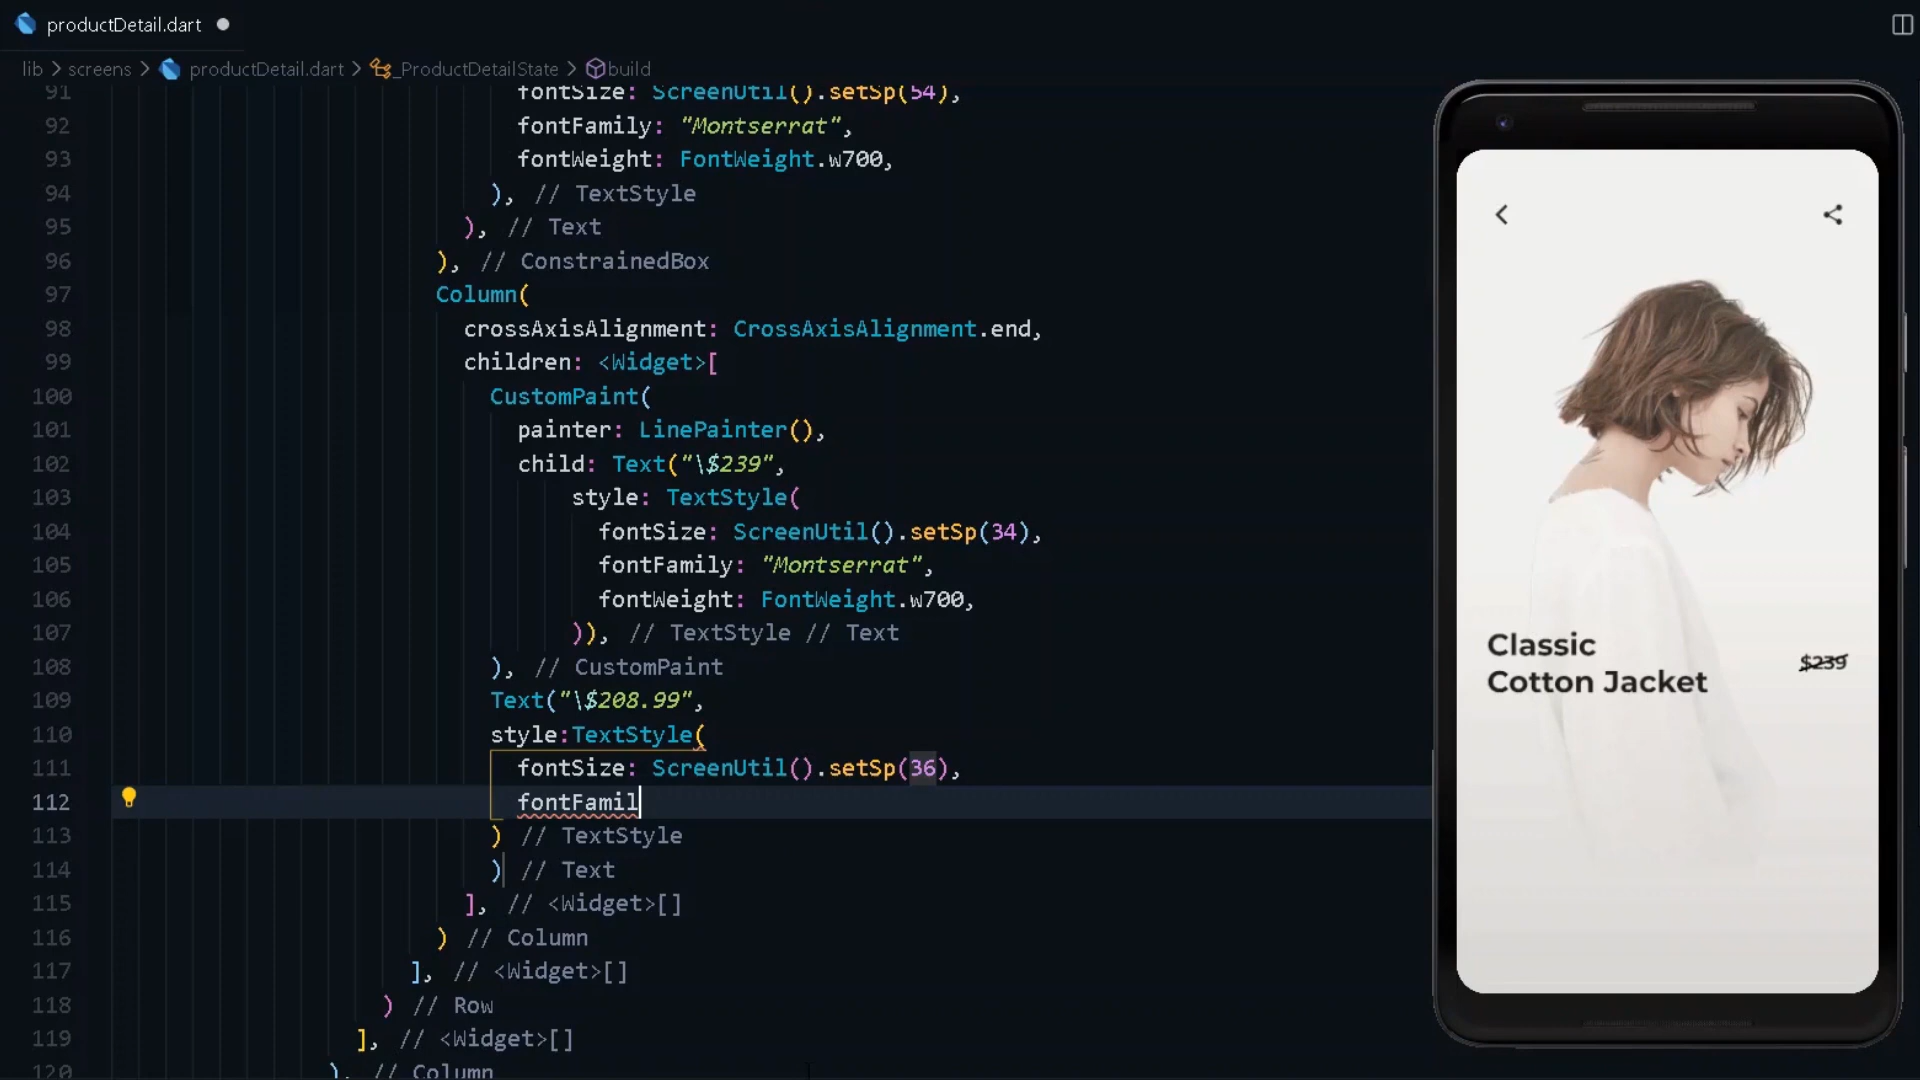 productDetail.dart
lib > screens > productDetail.dart > _ProductDetailState > build
91 fontSize: ScreenUtil().setSp(54),
92 fontFamily: "Montserrat",
93 fontWeight: FontWeight.w700,
94 ), // TextStyle
95 ), // Text
96 ), // ConstrainedBox
97 Column(
98 crossAxisAlignment: CrossAxisAlignment.end,
99 children: <Widget>[
100 CustomPaint(
101 painter: LinePainter(),
102 child: Text("\$239",
103 style: TextStyle(
104 fontSize: ScreenUtil().setSp(34),
105 fontFamily: "Montserrat",
106 fontWeight: FontWeight.w700,
107 )), // TextStyle // Text
108 ), // CustomPaint
109 Text("\$208.99",
110 style:TextStyle(
111 fontSize: ScreenUtil().setSp(36),
112 fontFamil
113 ) // TextStyle
114 ) // Text
115 ], // <Widget>[]
116 ) // Column
117 ], // <Widget>[]
118 ) // Row
119 ], // <Widget>[]
120 ), // Column
Classic
Cotton Jacket
$239